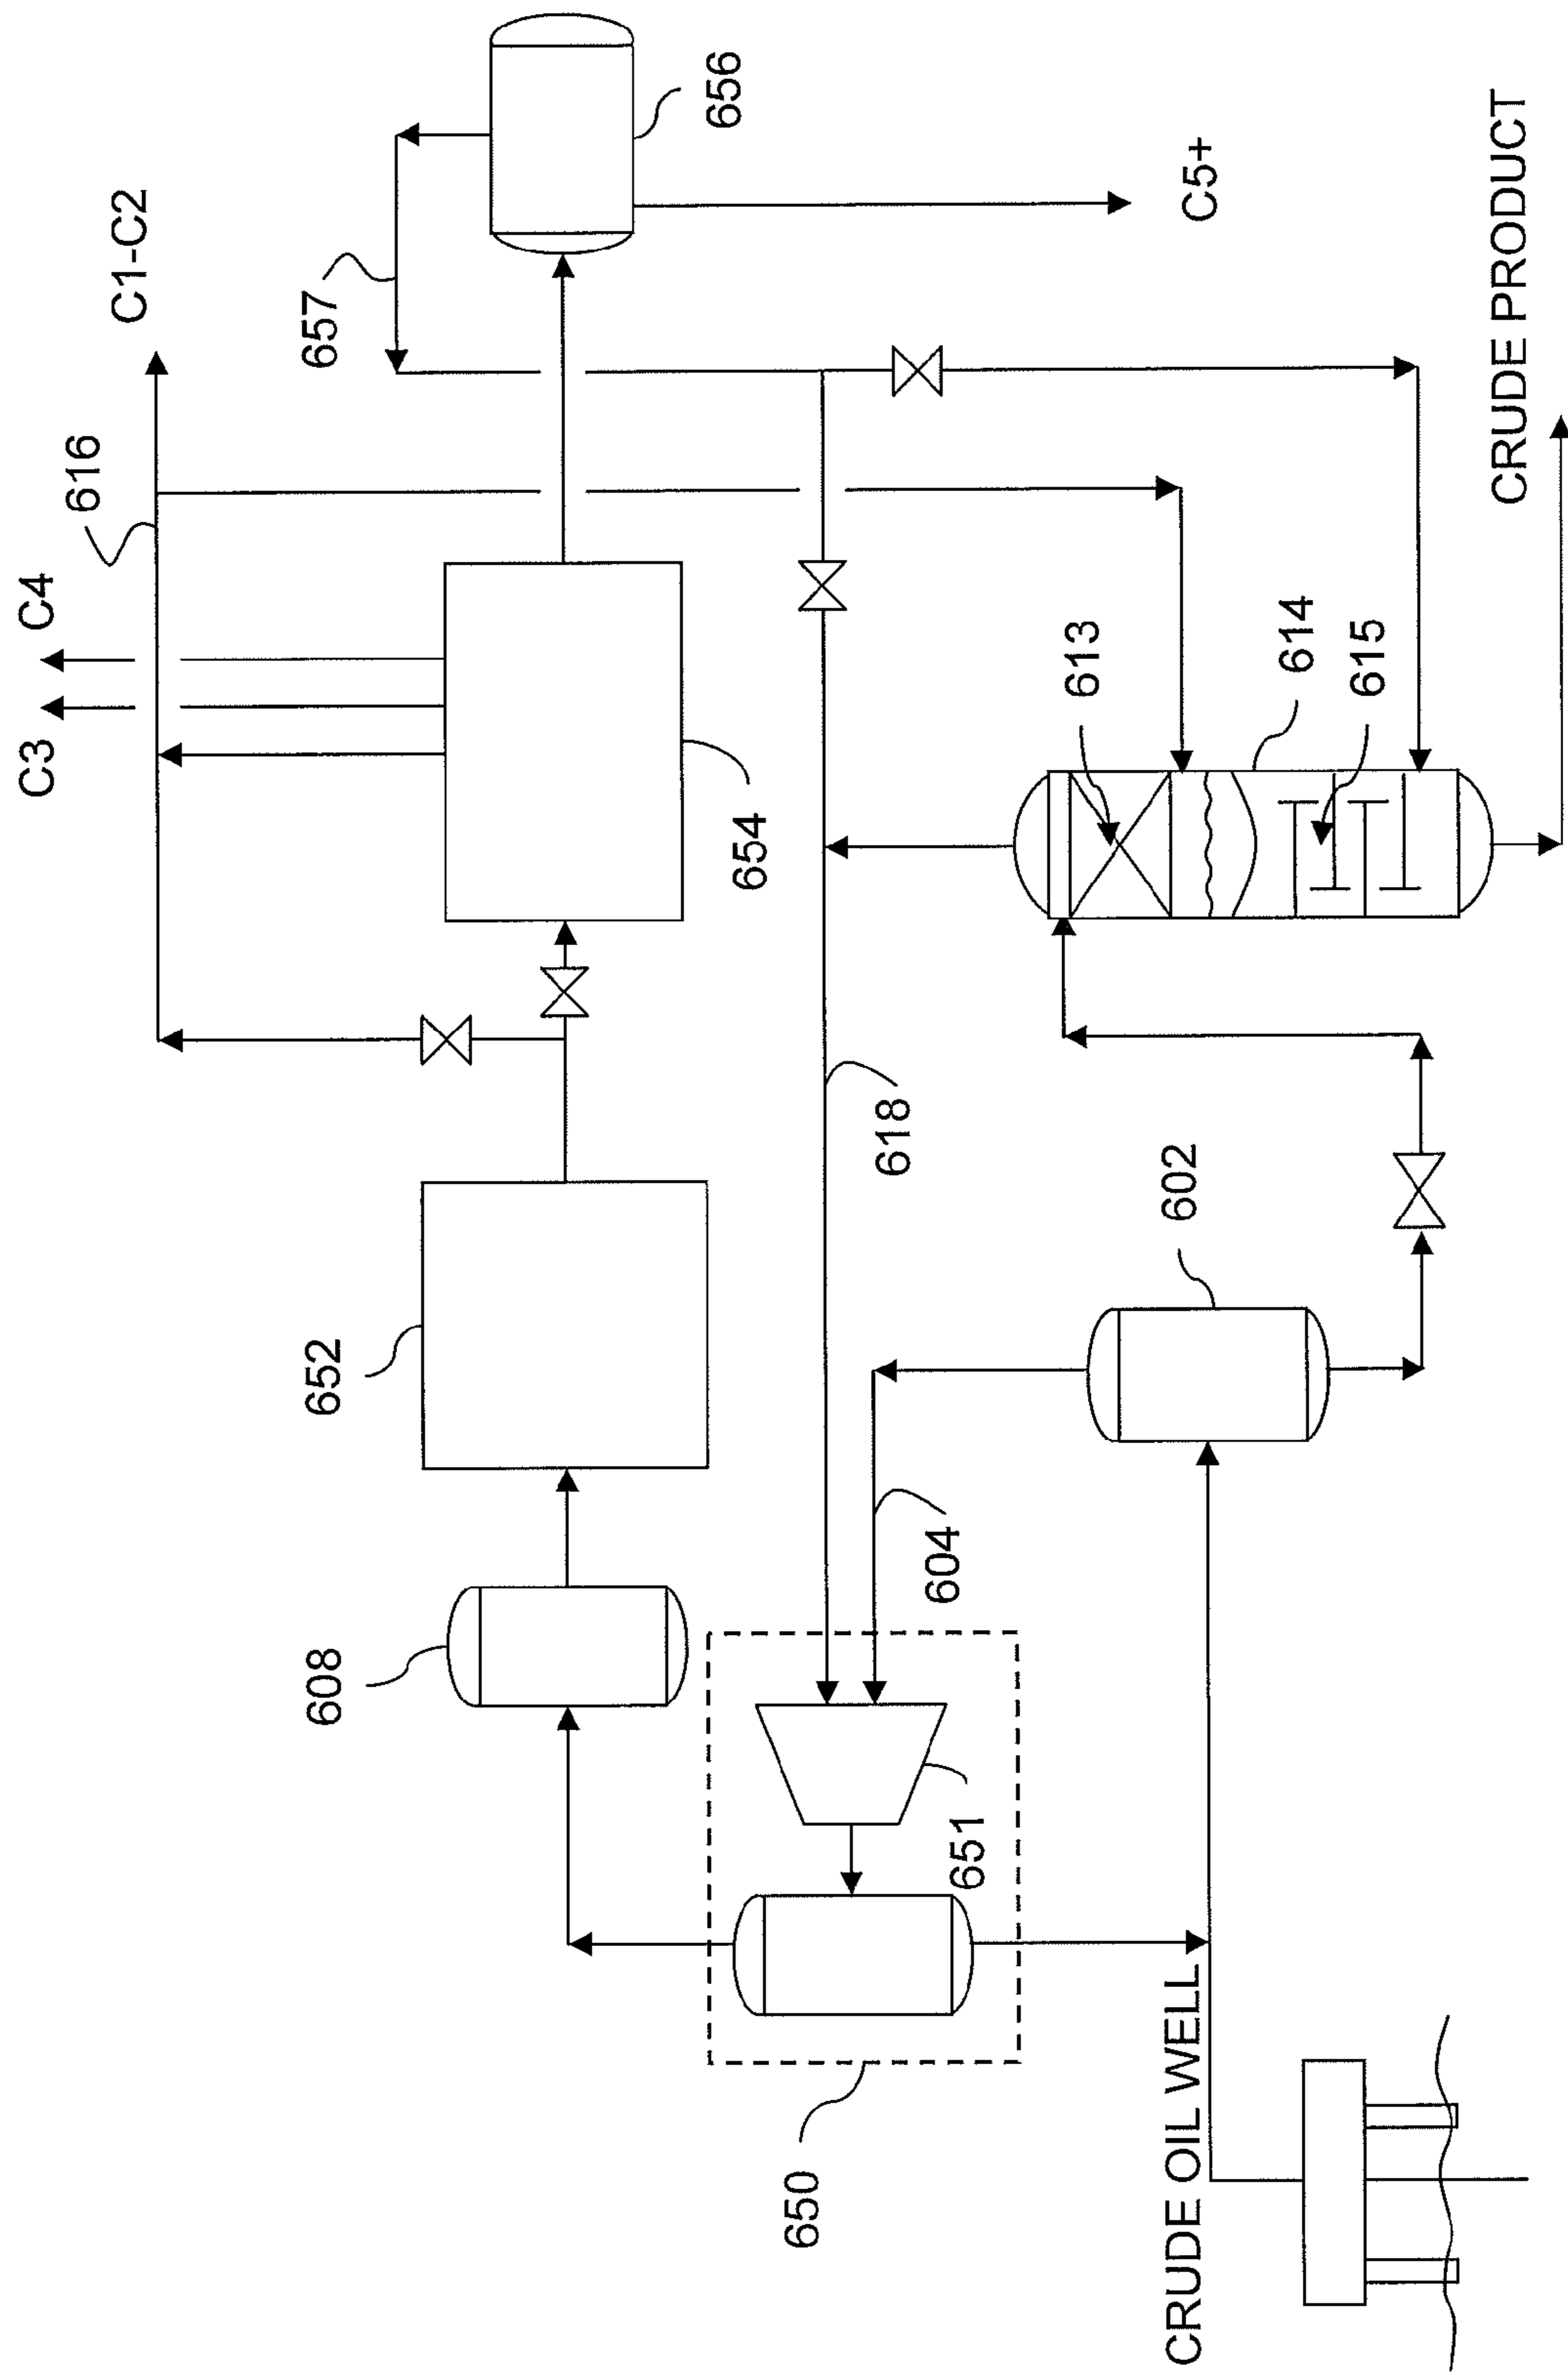 C3
C4
616
C1-C2
657
656
C5+
654
652
608
613
614
615
618
602
604
651
650
CRUDE OIL WELL
CRUDE PRODUCT